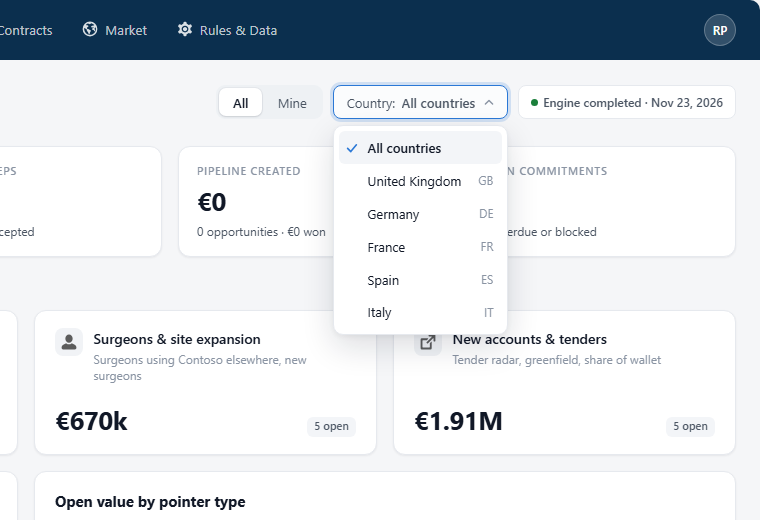 Contracts
Market
Rules & Data
RP
All
Mine
Country: All countries
Engine completed · Nov 23, 2026
All countries
United Kingdom GB
Germany DE
France FR
Spain ES
Italy IT
PIPELINE CREATED
COMMITMENTS
€0
0 opportunities · €0 won
or blocked
Surgeons & site expansion
Surgeons using Contoso elsewhere, new
surgeons
€670k
5 open
New accounts & tenders
Tender radar, greenfield, share of wallet
€1.91M
5 open
Open value by pointer type